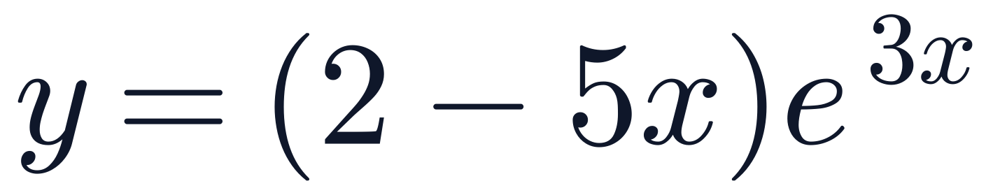 y = (2 − 5x)e^{3x}